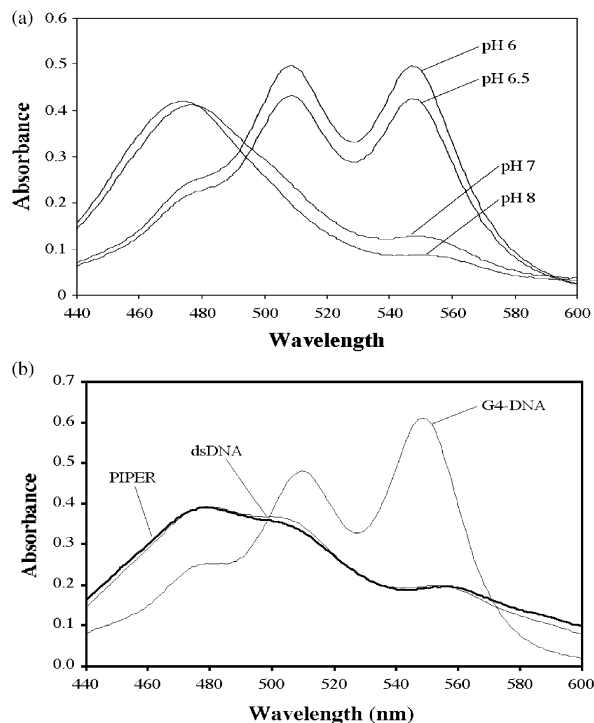 (a)
0.6
0.5
0.4
0.3
0.2
0.1
0
Absorbance
pH 6
pH 6.5
pH 7
pH 8
440 460 480 500 520 540 560 580 600
Wavelength
(b)
0.7
0.6
0.5
0.4
0.3
0.2
0.1
0.0
Absorbance
PIPER
dsDNA
G4-DNA
440 460 480 500 520 540 560 580 600
Wavelength (nm)